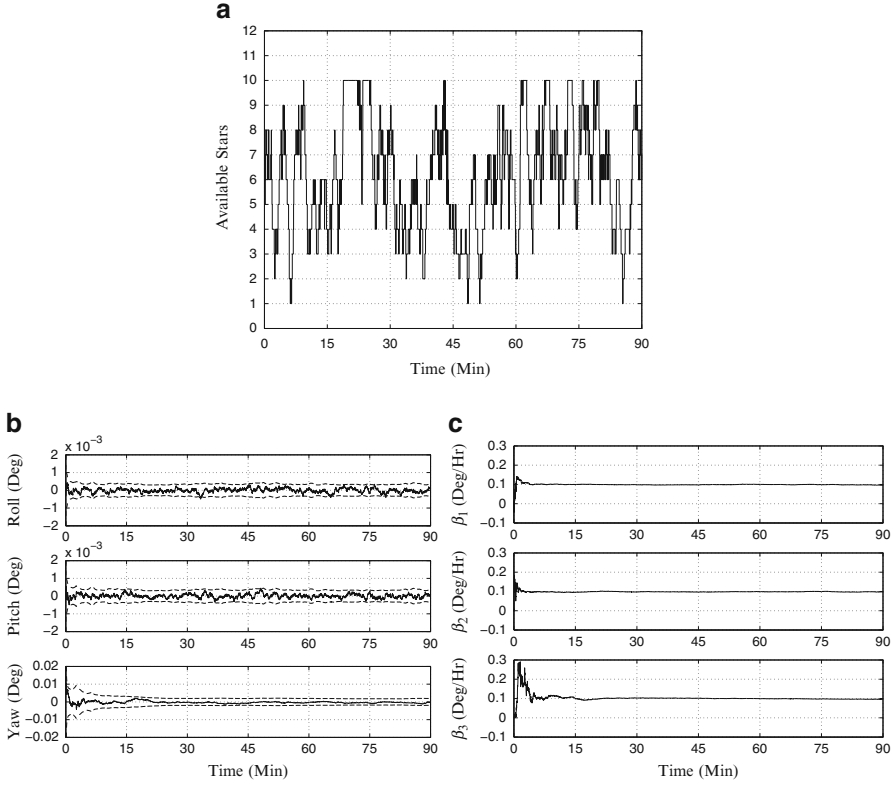 a
12
11
10
9
8
7
6
5
4
3
2
1
0
Available Stars
0 15 30 45 60 75 90
Time (Min)
b
x 10⁻³
2
1
0
−1
−2
Roll (Deg)
0 15 30 45 60 75 90
x 10⁻³
2
1
0
−1
−2
Pitch (Deg)
0 15 30 45 60 75 90
0.02
0.01
0
−0.01
−0.02
Yaw (Deg)
0 15 30 45 60 75 90
Time (Min)
c
0.3
0.2
0.1
0
−0.1
β₁ (Deg/Hr)
0 15 30 45 60 75 90
0.3
0.2
0.1
0
−0.1
β₂ (Deg/Hr)
0 15 30 45 60 75 90
0.3
0.2
0.1
0
−0.1
β₃ (Deg/Hr)
0 15 30 45 60 75 90
Time (Min)